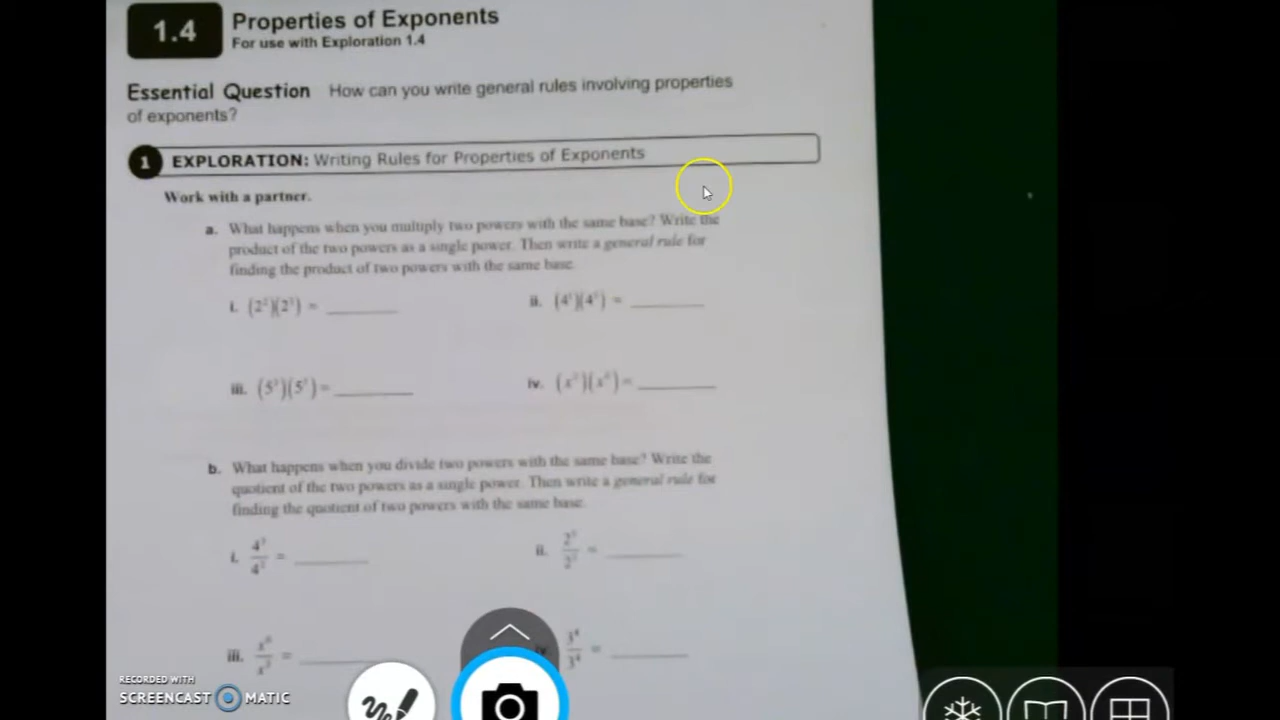 1.4 Properties of Exponents
For use with Exploration 1.4
Essential Question How can you write general rules involving properties
of exponents?
1 EXPLORATION: Writing Rules for Properties of Exponents
Work with a partner.
a. What happens when you multiply two powers with the same base? Write the
product of the two powers as a single power. Then write a general rule for
finding the product of two powers with the same base.
i. = ii. =
iii. = iv. =
b. What happens when you divide two powers with the same base? Write the
quotient of the two powers as a single power. Then write a general rule for
finding the quotient of two powers with the same base.
i. = ii. =
iii. = =
RECORDED WITH
SCREENCAST MATIC